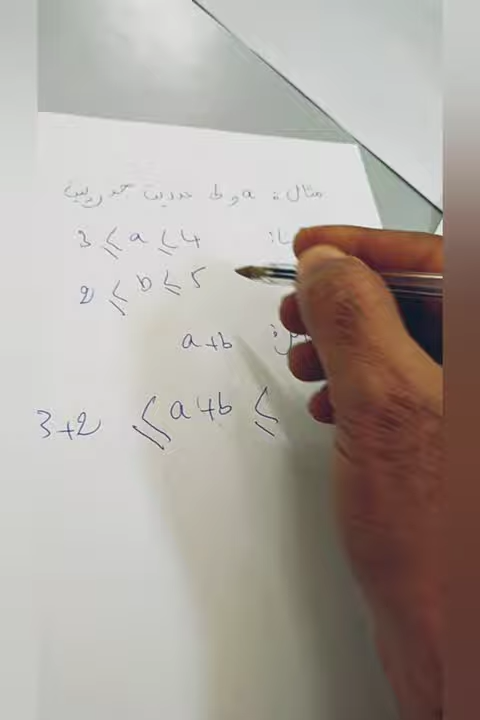 مثال: a و b عددين حقيقيين
3 ⩽ a ⩽ 4
2 ⩽ b ⩽ 5
a+b
3+2 ⩽ a+b ⩽